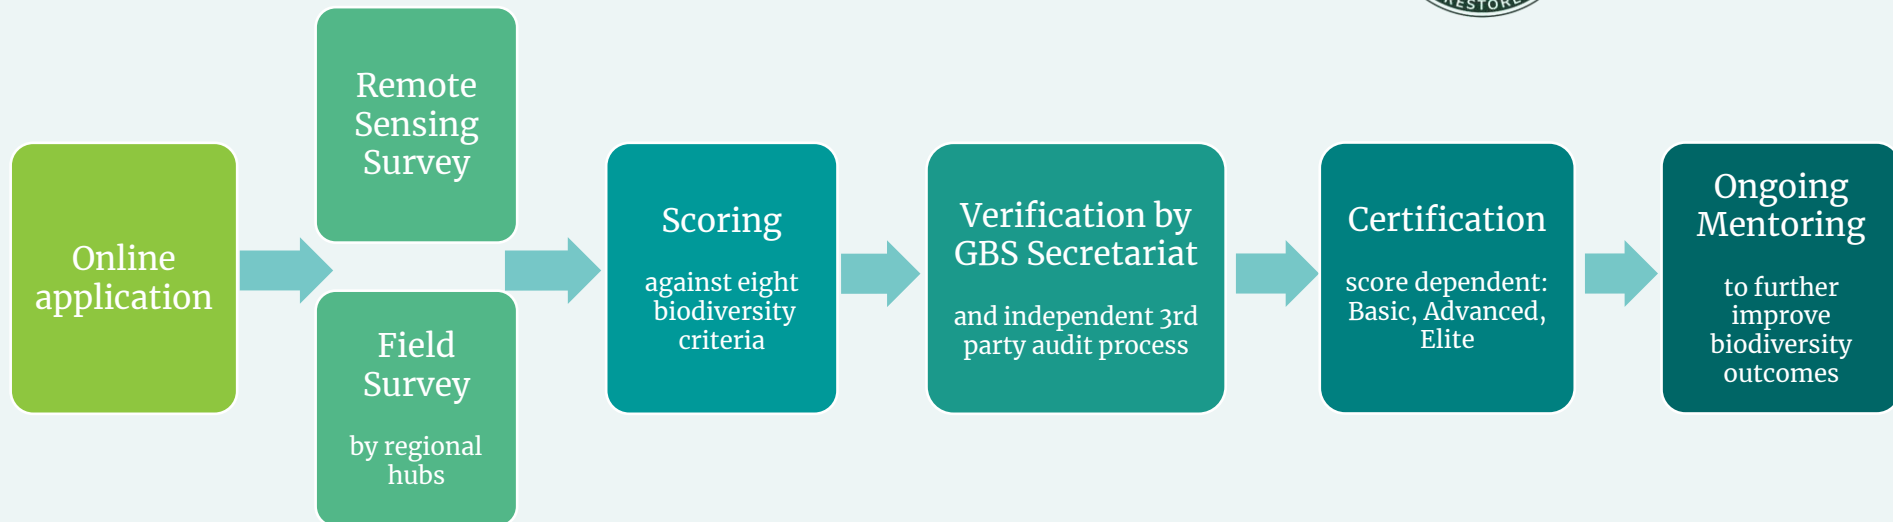 RESTORE
Online
application
Remote
Sensing
Survey
Field
Survey
by regional
hubs
Scoring
against eight
biodiversity
criteria
Verification by
GBS Secretariat
and independent 3rd
party audit process
Certification
score dependent:
Basic, Advanced,
Elite
Ongoing
Mentoring
to further
improve
biodiversity
outcomes